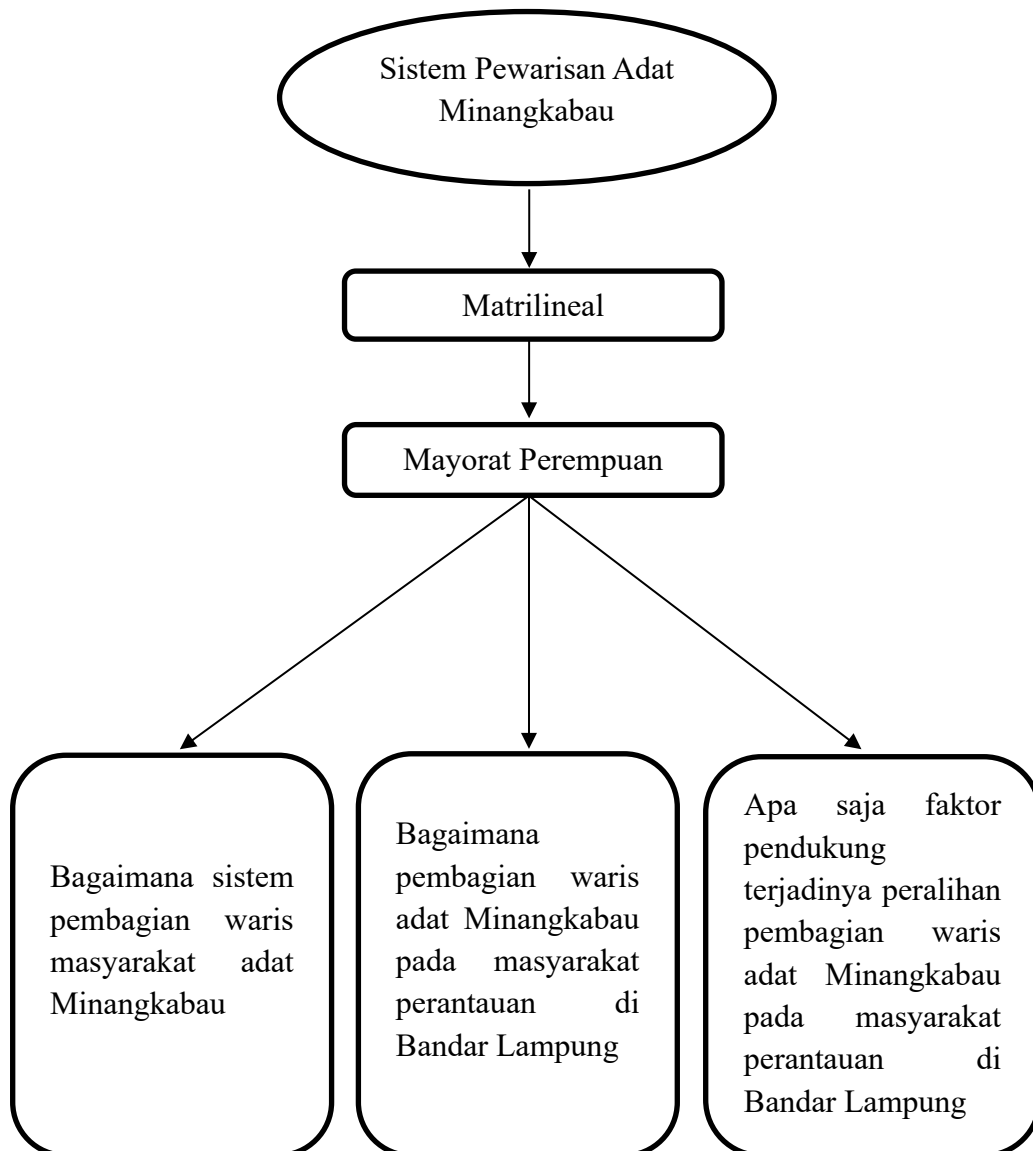 Sistem Pewarisan Adat
Minangkabau
Matrilineal
Mayorat Perempuan
Bagaimana sistem
pembagian waris
masyarakat adat
Minangkabau
Bagaimana
pembagian waris
adat Minangkabau
pada masyarakat
perantauan di
Bandar Lampung
Apa saja faktor
pendukung
terjadinya peralihan
pembagian waris
adat Minangkabau
pada masyarakat
perantauan di
Bandar Lampung